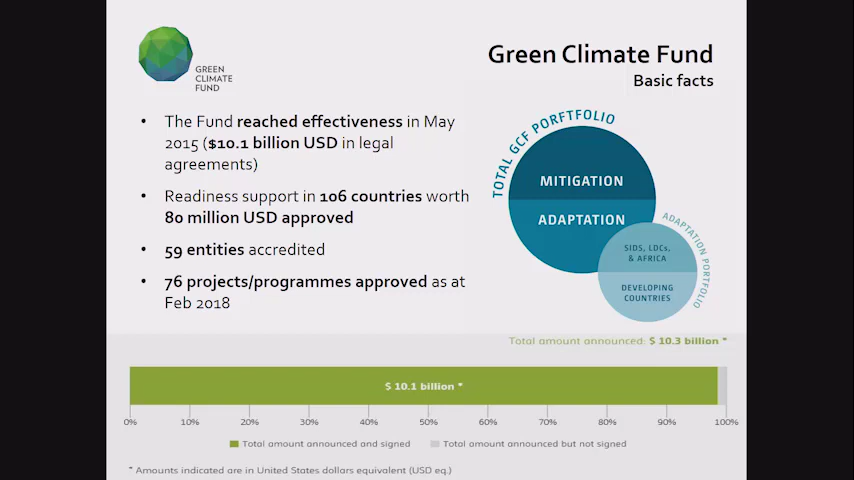 GREEN
CLIMATE
FUND
Green Climate Fund
Basic facts
• The Fund reached effectiveness in May
2015 ($10.1 billion USD in legal
agreements)
• Readiness support in 106 countries worth
80 million USD approved
• 59 entities accredited
• 76 projects/programmes approved as at
Feb 2018
TOTAL GCF PORFTFOLIO
MITIGATION
ADAPTATION
ADAPTATION PORTFOLIO
SIDS, LDCs,
& AFRICA
DEVELOPING
COUNTRIES
Total amount announced: $ 10.3 billion *
$ 10.1 billion *
0% 10% 20% 30% 40% 50% 60% 70% 80% 90% 100%
Total amount announced and signed Total amount announced but not signed
* Amounts indicated are in United States dollars equivalent (USD eq.)